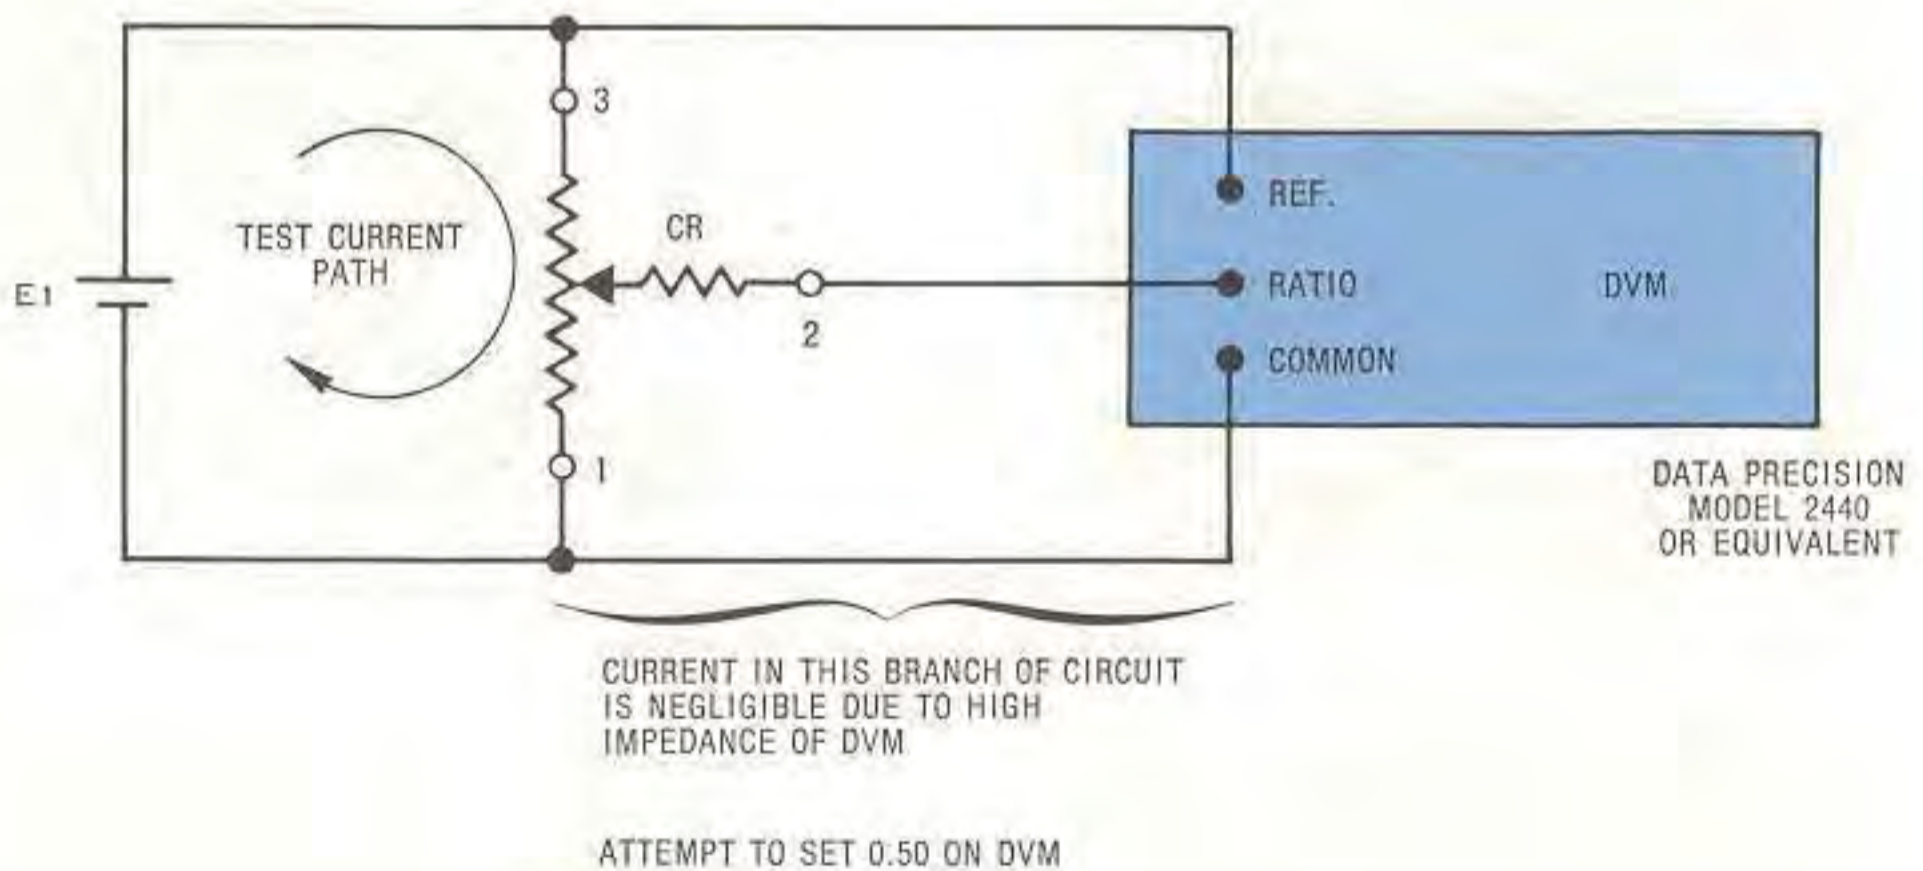 3
CR
TEST CURRENT
PATH
E1
2
1
REF.
RATIO
DVM
COMMON
DATA PRECISION
MODEL 2440
OR EQUIVALENT
CURRENT IN THIS BRANCH OF CIRCUIT
IS NEGLIGIBLE DUE TO HIGH
IMPEDANCE OF DVM
ATTEMPT TO SET 0.50 ON DVM